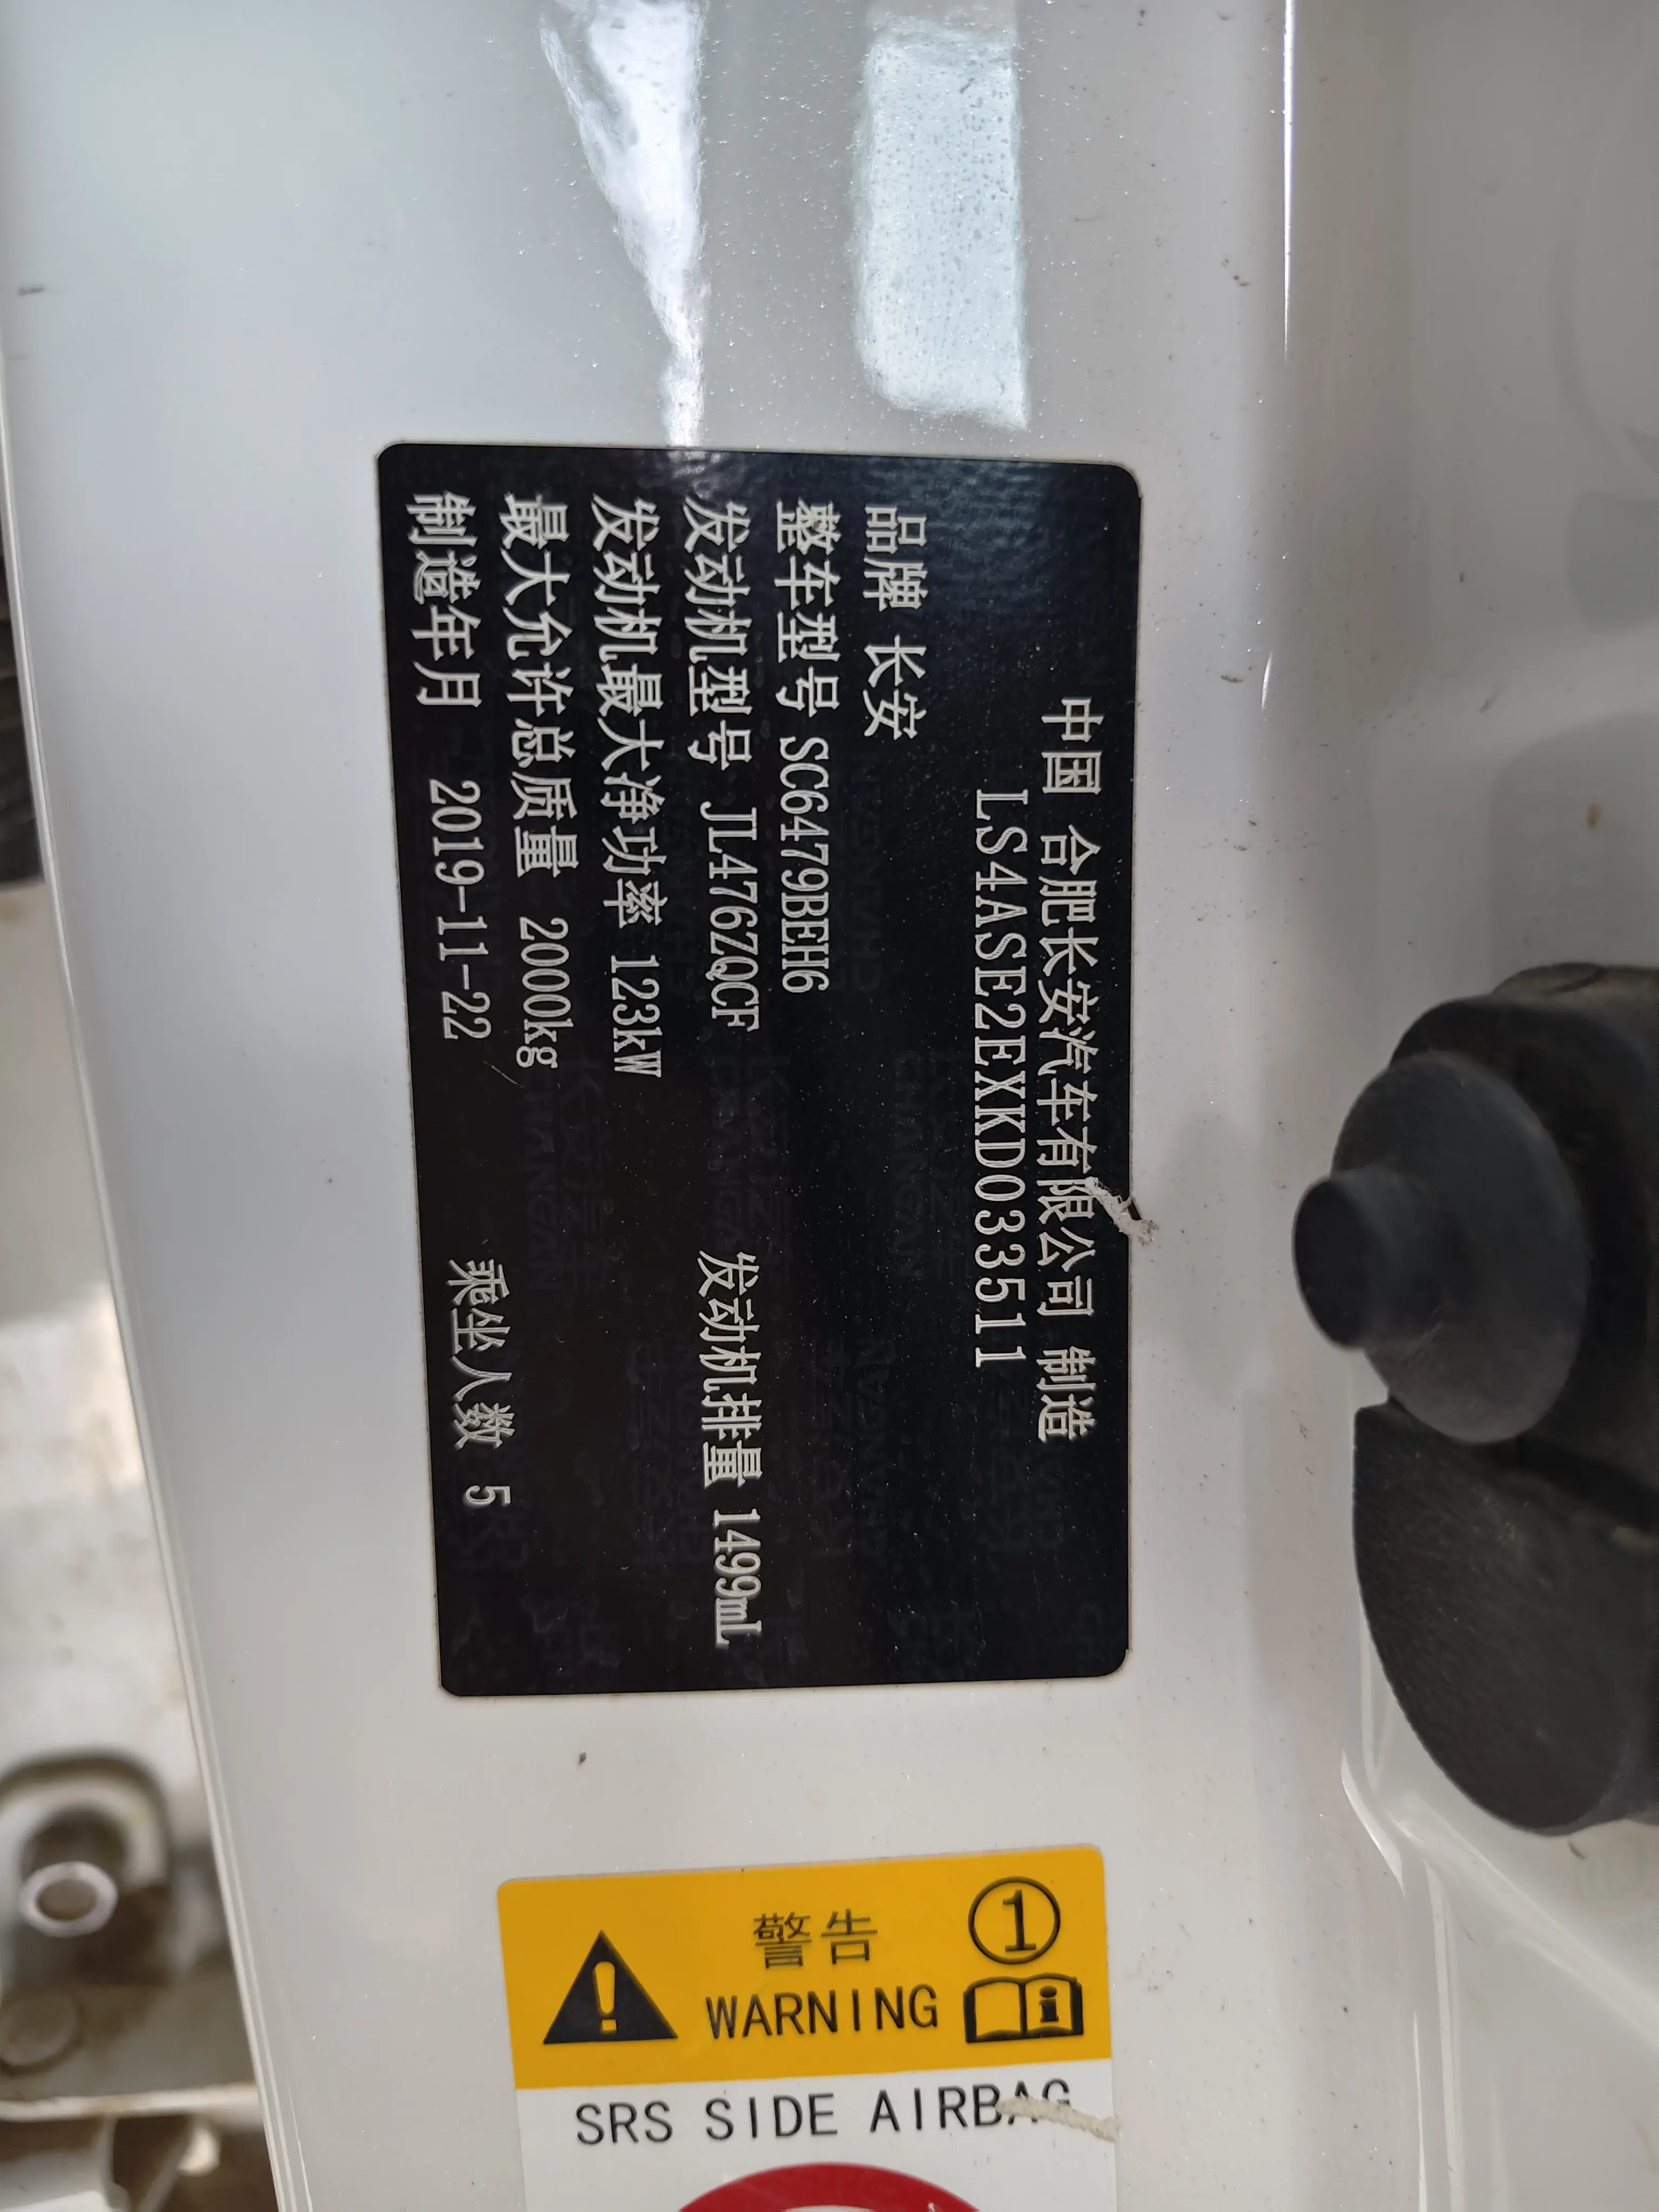 中国 合肥长安汽车有限公司 制造
LS4ASE2EXKD033511
品牌 长安
整车型号 SC6479BEH6
发动机型号 JL476ZQCF 发动机排量 1499mL
发动机最大净功率 123kW
最大允许总质量 2000kg
制造年月 2019-11-22 乘坐人数 5
警告 1
WARNING
SRS SIDE AIRBAG